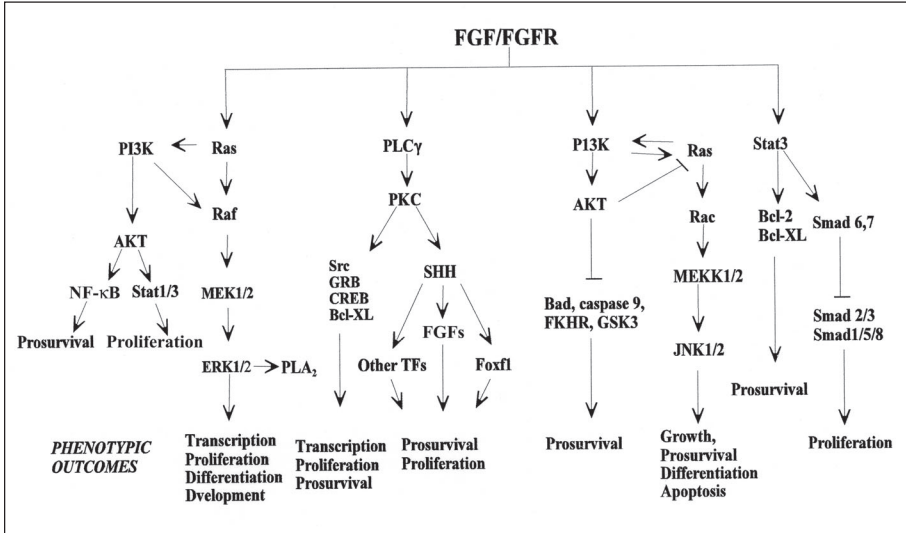 FGF/FGFR
PI3K
Ras
PLCγ
P13K
Ras
Stat3
Raf
PKC
AKT
Rac
Bcl-2
Bcl-XL
Smad 6,7
AKT
NF-κB
Stat1/3
MEK1/2
Src
GRB
CREB
Bcl-XL
SHH
MEKK1/2
Bad, caspase 9,
FKHR, GSK3
Smad 2/3
Smad1/5/8
Prosurvival
Proliferation
FGFs
ERK1/2
PLA₂
Other TFs
Foxf1
JNK1/2
Prosurvival
PHENOTYPIC
OUTCOMES
Transcription
Proliferation
Differentiation
Dvelopment
Transcription
Proliferation
Prosurvival
Prosurvival
Proliferation
Prosurvival
Growth,
Prosurvival
Differentiation
Apoptosis
Proliferation